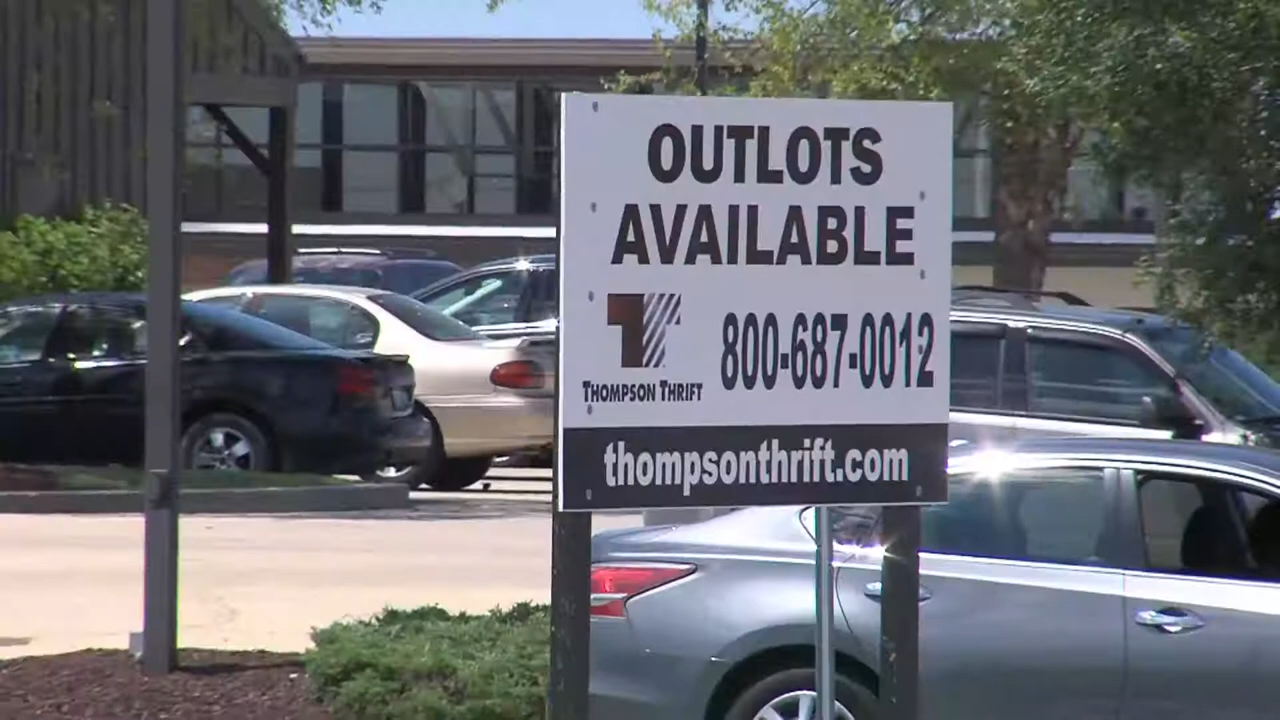 OUTLOTS
AVAILABLE
THOMPSON THRIFT
800-687-0012
thompsonthrift.com